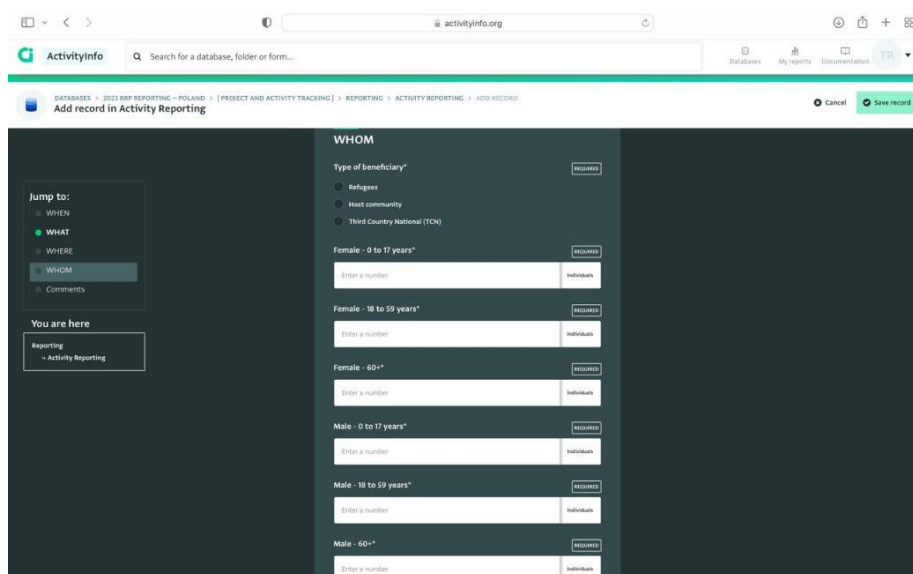 activityinfo.org
ActivityInfo
Search for a database, folder or form...
Databases
My reports
Documentation
TR
DATABASES > 2023 RRP REPORTING – POLAND > [PROJECT AND ACTIVITY TRACKING] > REPORTING > ACTIVITY REPORTING > ADD RECORD
Add record in Activity Reporting
Cancel
Save record
Jump to:
WHEN
WHAT
WHERE
WHOM
Comments
You are here
Reporting
Activity Reporting
WHOM
Type of beneficiary*
REQUIRED
Refugees
Host community
Third Country National (TCN)
Female - 0 to 17 years*
REQUIRED
Enter a number
Individuals
Female - 18 to 59 years*
REQUIRED
Enter a number
Individuals
Female - 60+*
REQUIRED
Enter a number
Individuals
Male - 0 to 17 years*
REQUIRED
Enter a number
Individuals
Male - 18 to 59 years*
REQUIRED
Enter a number
Individuals
Male - 60+*
REQUIRED
Enter a number
Individuals